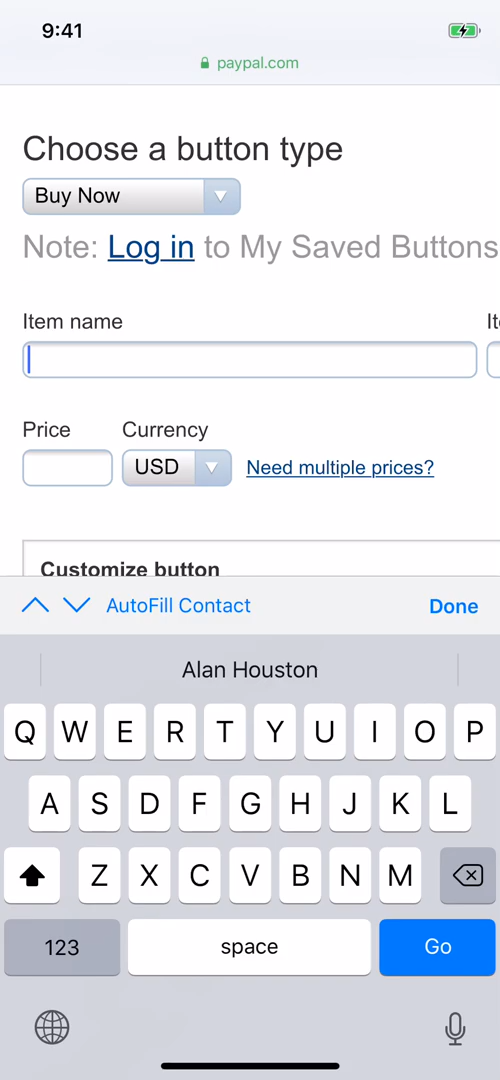 9:41
paypal.com
Choose a button type
Buy Now
Note: Log in to My Saved Buttons
Item name It
Price Currency
USD Need multiple prices?
Customize button
AutoFill Contact Done
Alan Houston
Q W E R T Y U I O P
A S D F G H J K L
Z X C V B N M
123 space Go